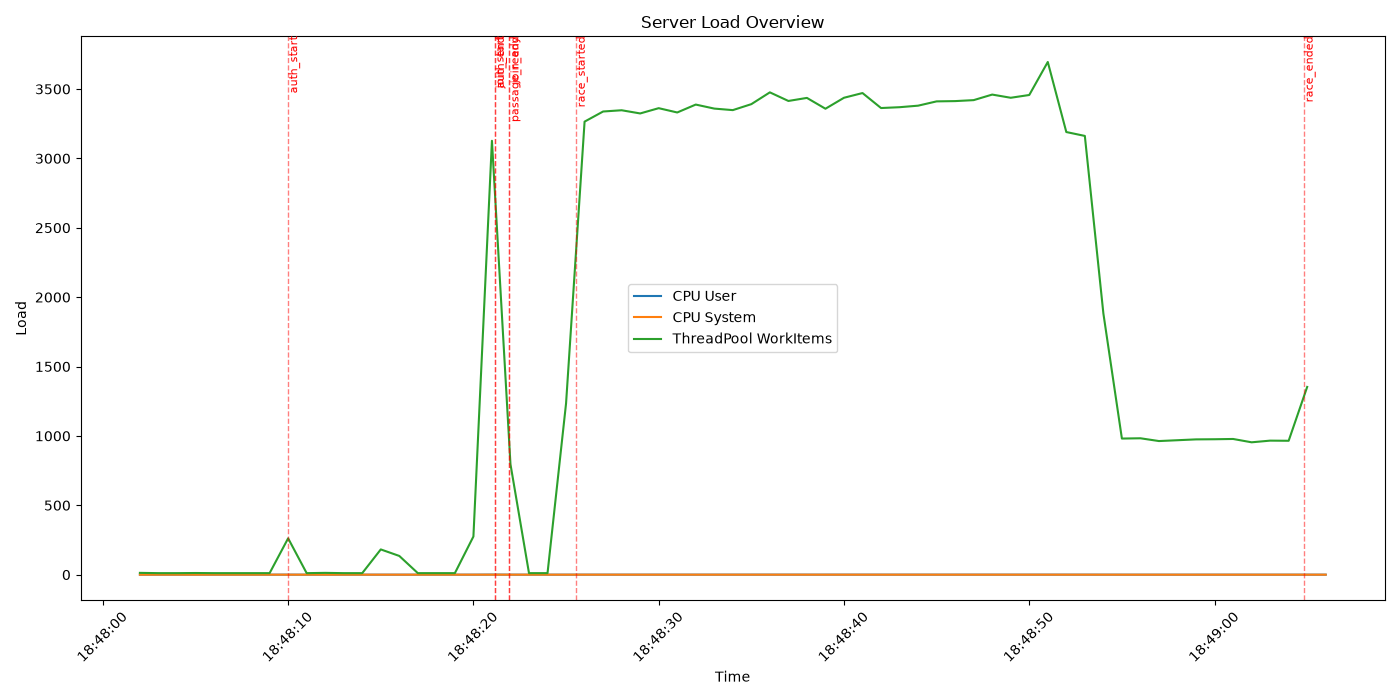 Server Load Overview
auth_start
passage_ready
race_started
race_ended
3500
3000
2500
2000
1500
1000
500
0
Load
CPU User
CPU System
ThreadPool WorkItems
18:48:00
18:48:10
18:48:20
18:48:30
18:48:40
18:48:50
18:49:00
Time